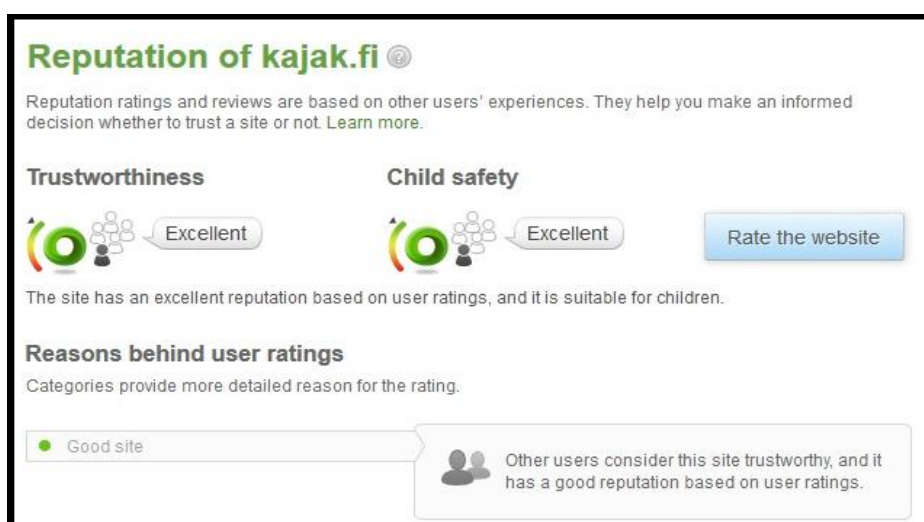 Reputation of kajak.fi
Reputation ratings and reviews are based on other users' experiences. They help you make an informed
decision whether to trust a site or not. Learn more.
Trustworthiness
Child safety
Excellent
Excellent
Rate the website
The site has an excellent reputation based on user ratings, and it is suitable for children.
Reasons behind user ratings
Categories provide more detailed reason for the rating.
Good site
Other users consider this site trustworthy, and it
has a good reputation based on user ratings.